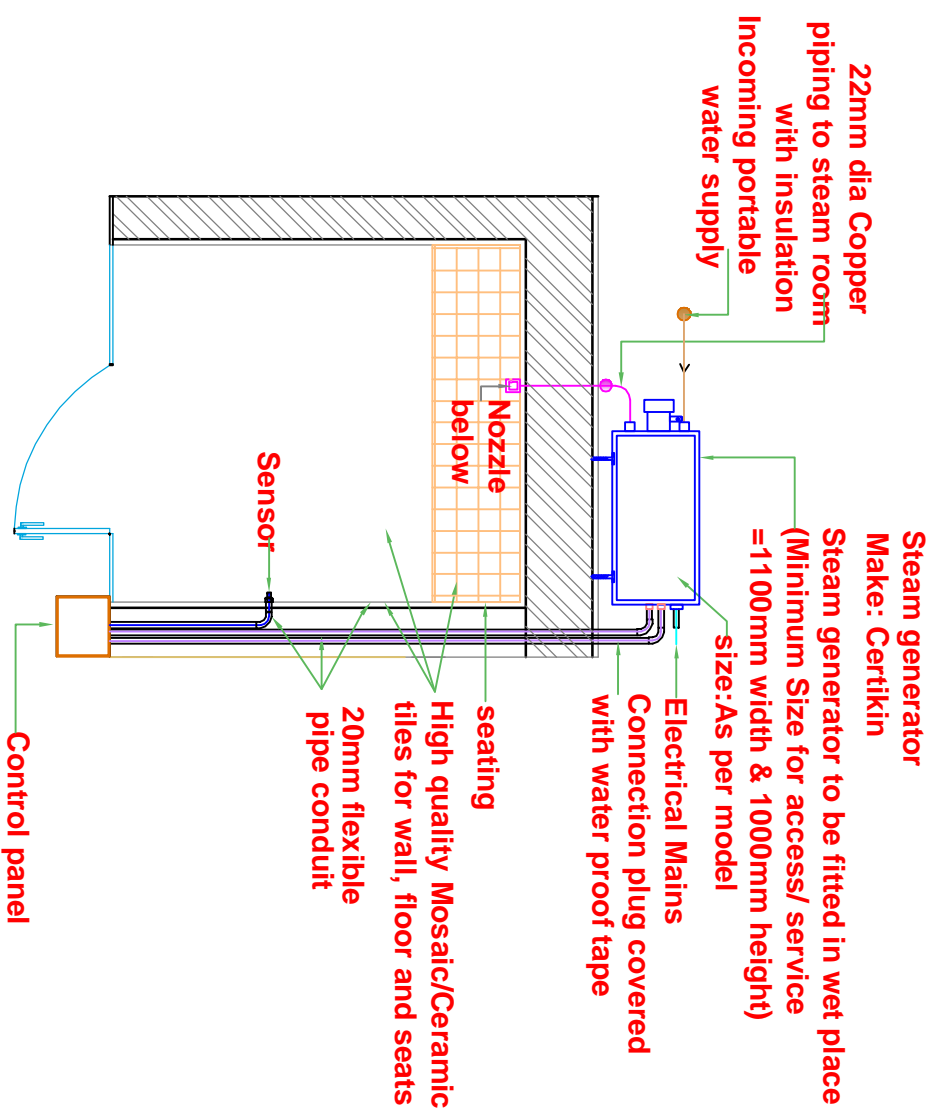 22mm dia Copper
piping to steam room
with insulation
Incoming portable
water supply
Steam generator
Make: Certikin
Steam generator to be fitted in wet place
(Minimum Size for access/ service
=1100mm width & 1000mm height)
size:As per model
Electrical Mains
Connection plug covered
with water proof tape
Nozzle
below
Sensor
seating
High quality Mosaic/Ceramic
tiles for wall, floor and seats
20mm flexible
pipe conduit
Control panel